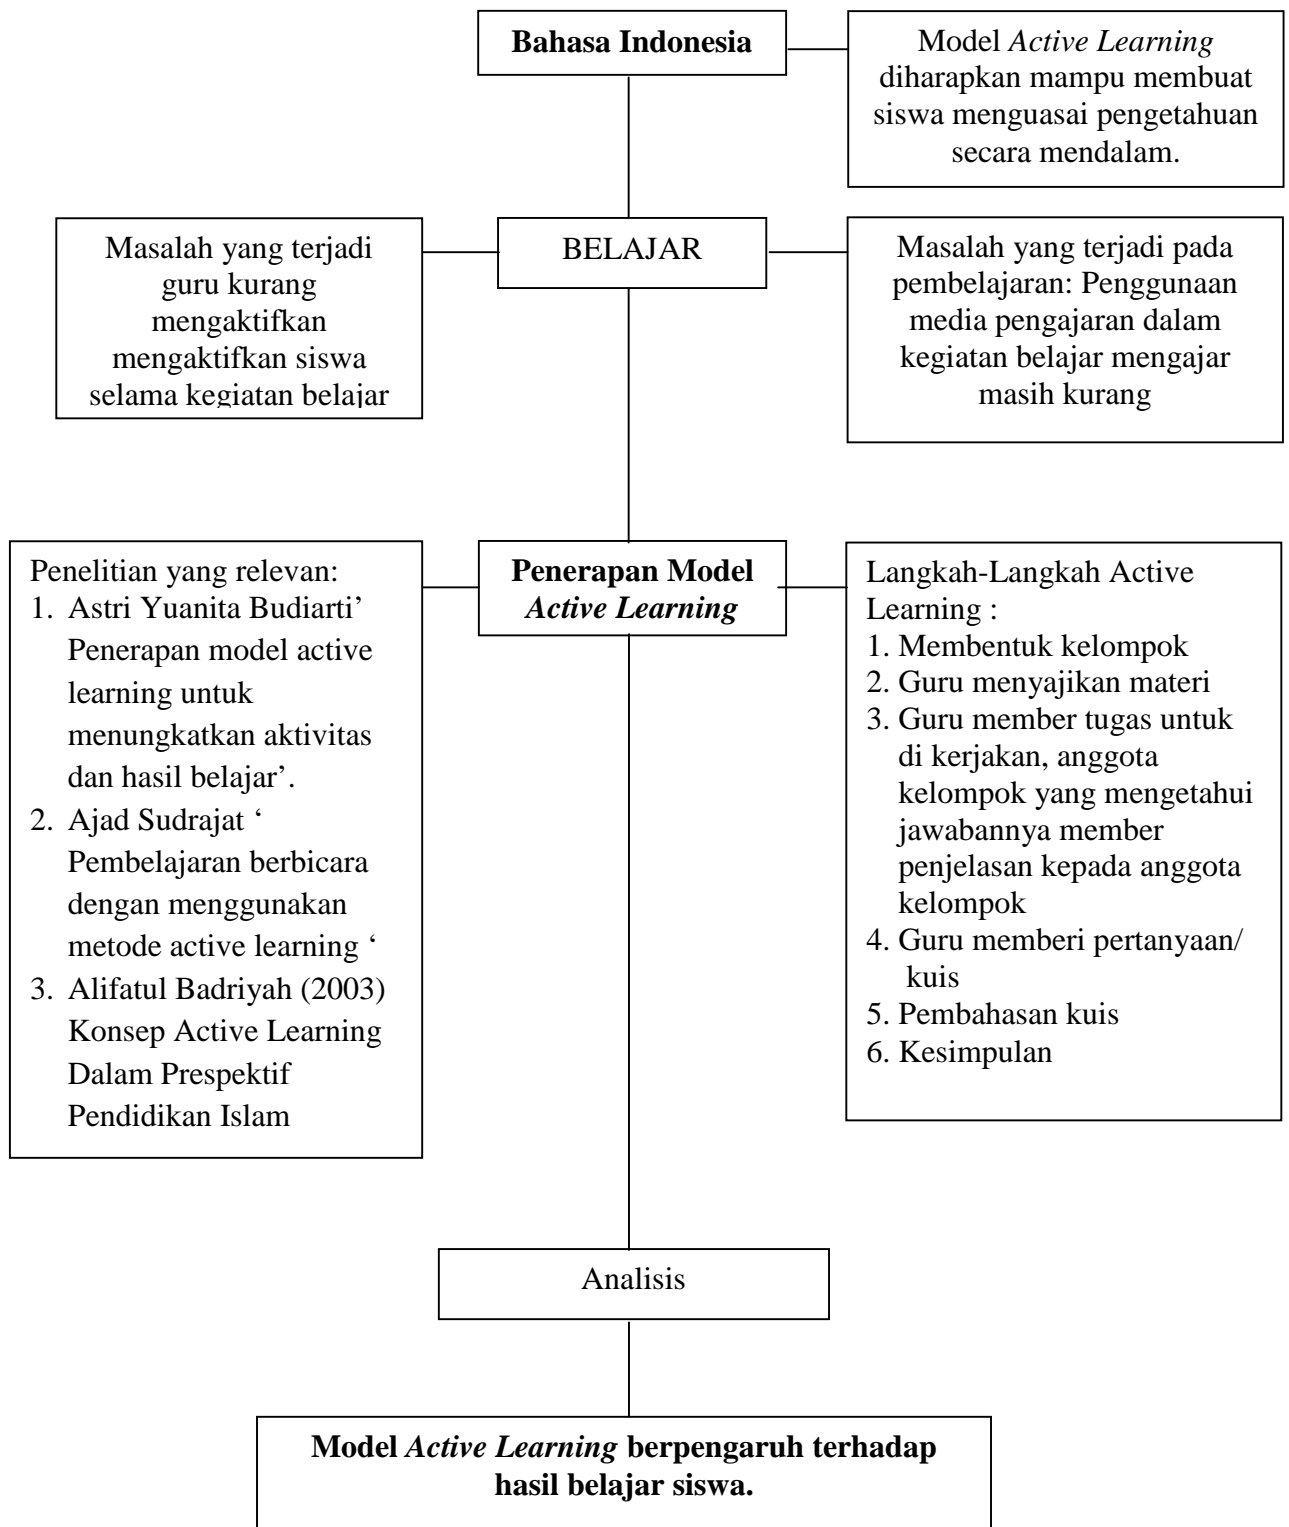 Bahasa Indonesia
Model Active Learning
diharapkan mampu membuat
siswa menguasai pengetahuan
secara mendalam.
Masalah yang terjadi
guru kurang
mengaktifkan
mengaktifkan siswa
selama kegiatan belajar
BELAJAR
Masalah yang terjadi pada
pembelajaran: Penggunaan
media pengajaran dalam
kegiatan belajar mengajar
masih kurang
Penelitian yang relevan:
1. Astri Yuanita Budiarti’
Penerapan model active
learning untuk
menungkatkan aktivitas
dan hasil belajar’.
2. Ajad Sudrajat ‘
Pembelajaran berbicara
dengan menggunakan
metode active learning ‘
3. Alifatul Badriyah (2003)
Konsep Active Learning
Dalam Prespektif
Pendidikan Islam
Penerapan Model
Active Learning
Langkah-Langkah Active
Learning :
1. Membentuk kelompok
2. Guru menyajikan materi
3. Guru member tugas untuk
di kerjakan, anggota
kelompok yang mengetahui
jawabannya member
penjelasan kepada anggota
kelompok
4. Guru memberi pertanyaan/
kuis
5. Pembahasan kuis
6. Kesimpulan
Analisis
Model Active Learning berpengaruh terhadap
hasil belajar siswa.